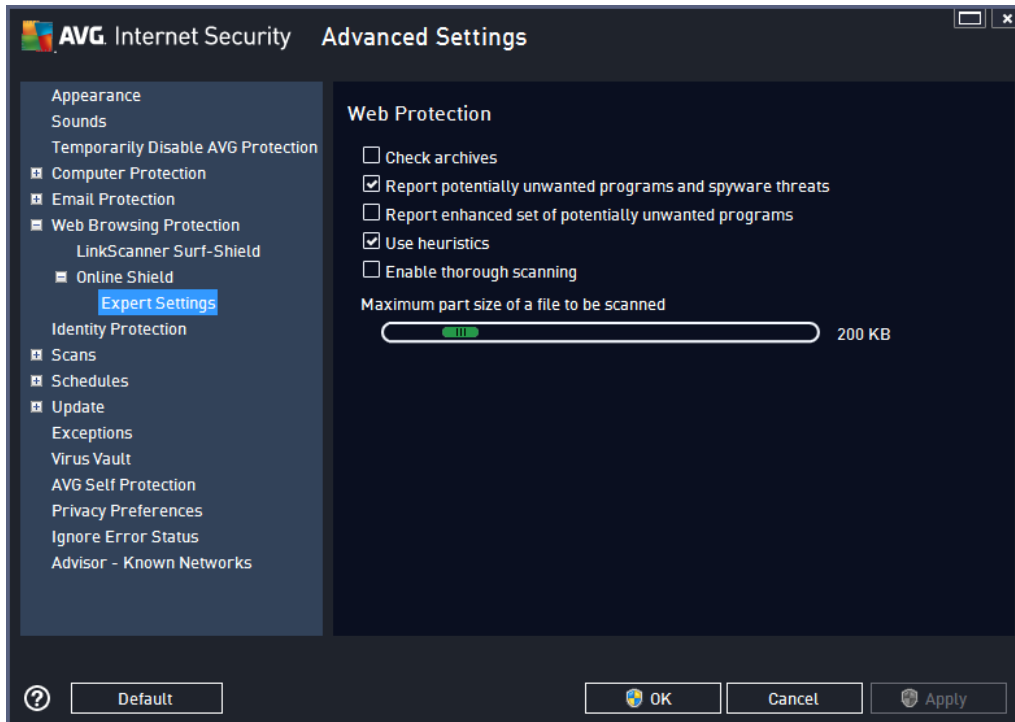 AVG. Internet Security Advanced Settings
Appearance
Sounds
Temporarily Disable AVG Protection
Computer Protection
Email Protection
Web Browsing Protection
LinkScanner Surf-Shield
Online Shield
Expert Settings
Identity Protection
Scans
Schedules
Update
Exceptions
Virus Vault
AVG Self Protection
Privacy Preferences
Ignore Error Status
Advisor - Known Networks
Web Protection
Check archives
Report potentially unwanted programs and spyware threats
Report enhanced set of potentially unwanted programs
Use heuristics
Enable thorough scanning
Maximum part size of a file to be scanned
200 KB
? Default OK Cancel Apply